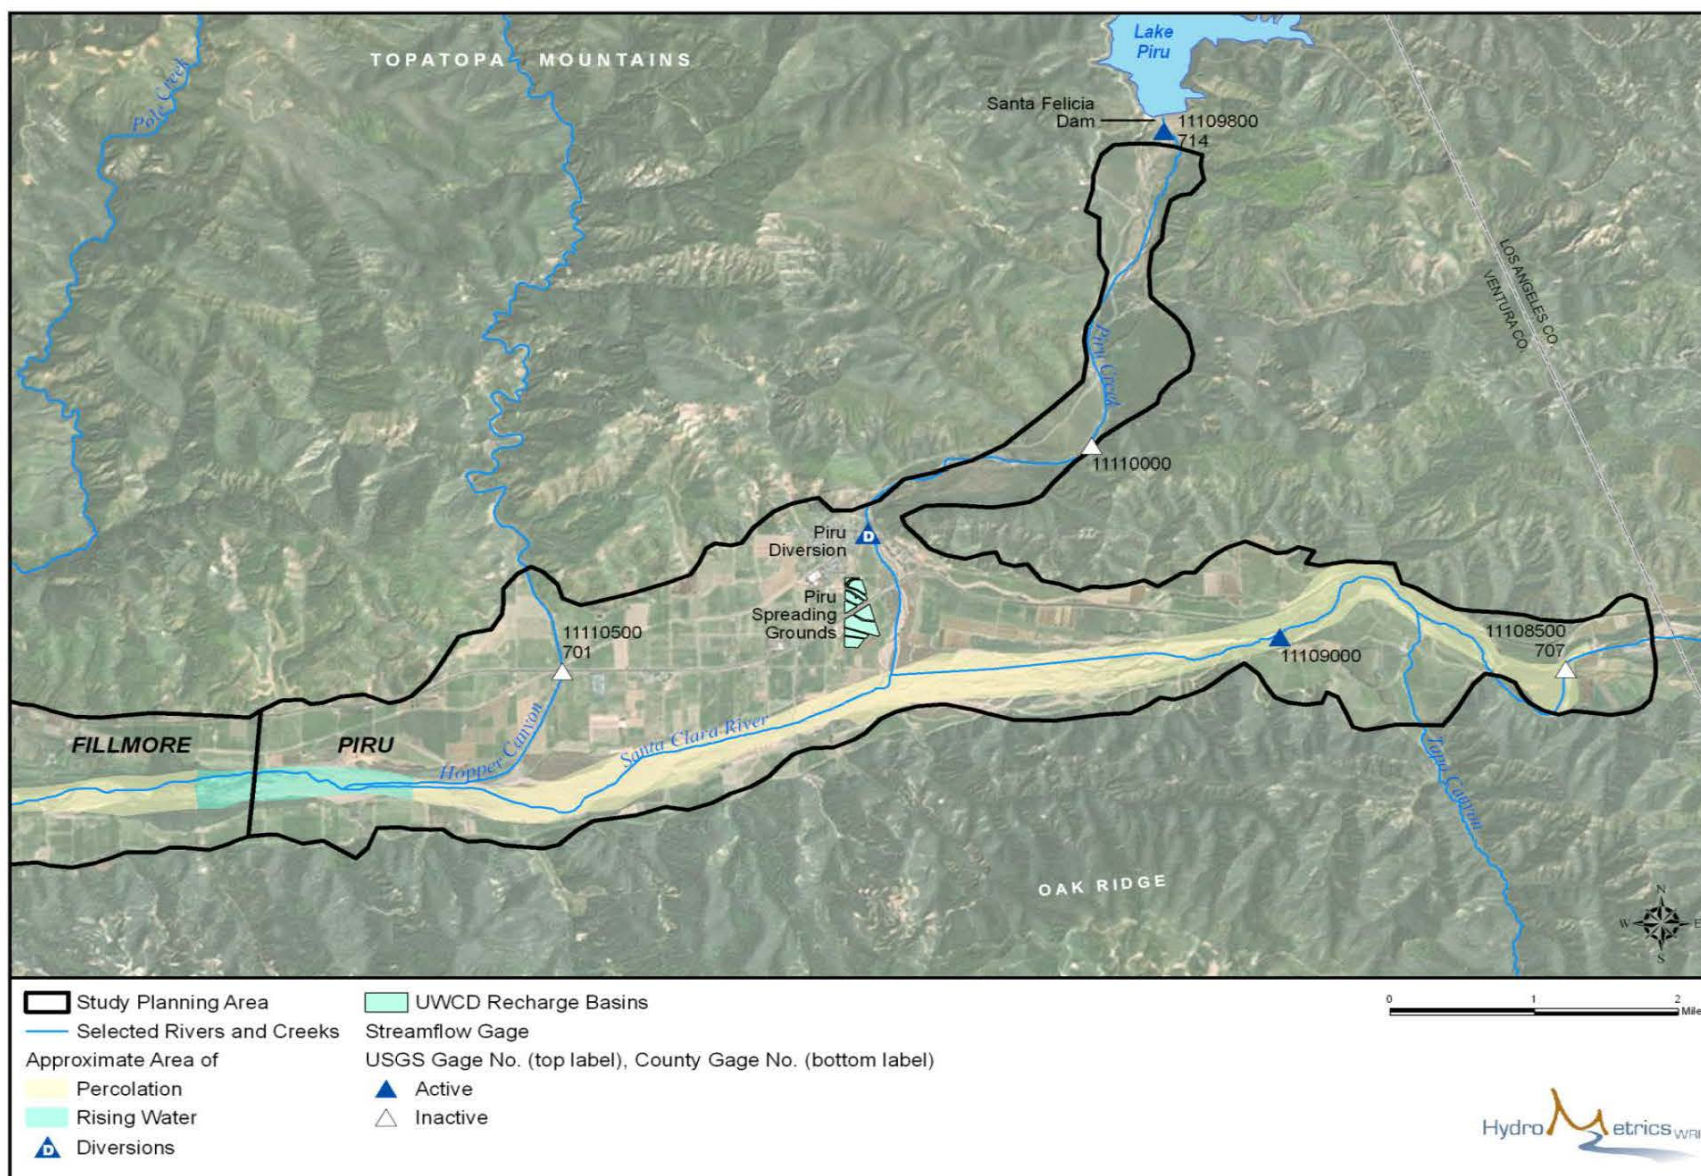 TOPATOPA MOUNTAINS
Lake
Piru
Pole Creek
Santa Felicia
Dam
11109800
714
LOS ANGELES CO.
VENTURA CO.
Piru Creek
11110000
Piru
Diversion
D
Piru
Spreading
Grounds
11110500
701
11109000
11108500
707
FILLMORE
PIRU
Hopper Canyon
Santa Clara River
Tapo Canyon
OAK RIDGE
N
W
E
S
Study Planning Area
Selected Rivers and Creeks
Approximate Area of
Percolation
Rising Water
D Diversions
UWCD Recharge Basins
Streamflow Gage
USGS Gage No. (top label), County Gage No. (bottom label)
Active
Inactive
0 1 2
Mile
HydroMetrics WRI